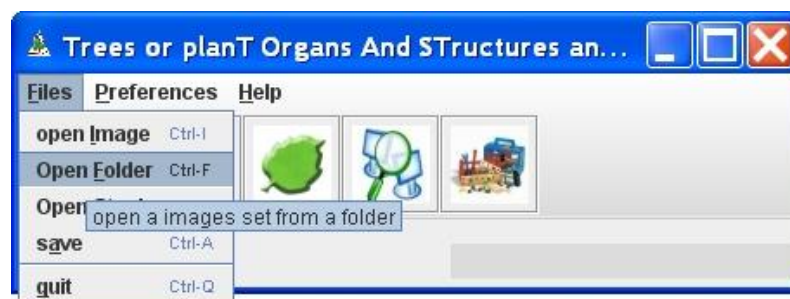 Trees or planT Organs And STructures an...
Files Preferences Help
open Image Ctrl-I
Open Folder Ctrl-F
Open
open a images set from a folder
save Ctrl-A
quit Ctrl-Q